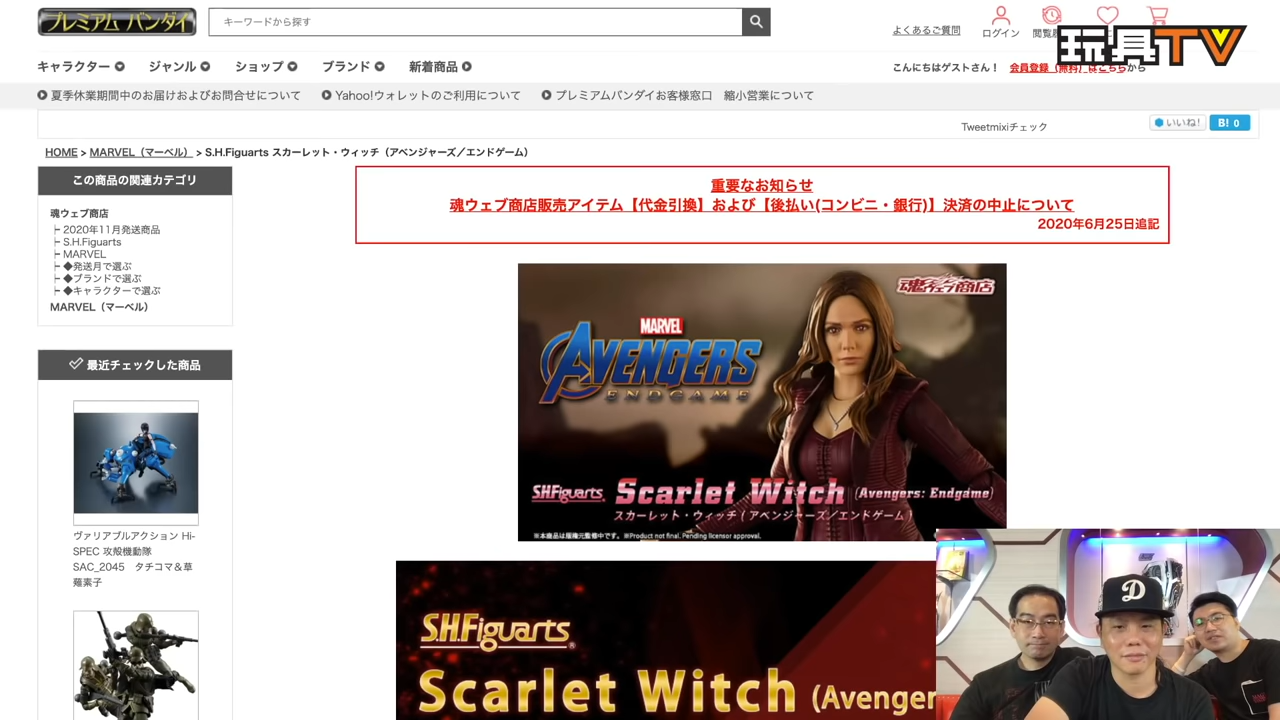 プレミアム バンダイ
キーワードから探す
よくあるご質問
ログイン
玩具TV
キャラクター
ジャンル
ショップ
ブランド
新着商品
こんにちはゲストさん！
会員登録（無料）はこちらから
夏季休業期間中のお届けおよびお問合せについて
Yahoo!ウォレットのご利用について
プレミアムバンダイお客様窓口　縮小営業について
Tweetmixiチェック
いいね!
B! 0
HOME > MARVEL（マーベル） > S.H.Figuarts スカーレット・ウィッチ（アベンジャーズ／エンドゲーム）
この商品の関連カテゴリ
魂ウェブ商店
├ 2020年11月発送商品
├ S.H.Figuarts
├ MARVEL
├ ◆発送月で選ぶ
├ ◆ブランドで選ぶ
├ ◆キャラクターで選ぶ
MARVEL（マーベル）
最近チェックした商品
ヴァリアブルアクション Hi-
SPEC 攻殻機動隊
SAC_2045　タチコマ＆草
薙素子
重要なお知らせ
魂ウェブ商店販売アイテム【代金引換】および【後払い(コンビニ・銀行)】決済の中止について
2020年6月25日追記
魂ウェブ商店
MARVEL
AVENGERS
ENDGAME
S.H.Figuarts Scarlet Witch (Avengers: Endgame)
スカーレット・ウィッチ ( アベンジャーズ／エンドゲーム )
※本商品は版権元監修中です。 ※Product not final. Pending licensor approval.
S.H.Figuarts
Scarlet Witch (Avenger
D